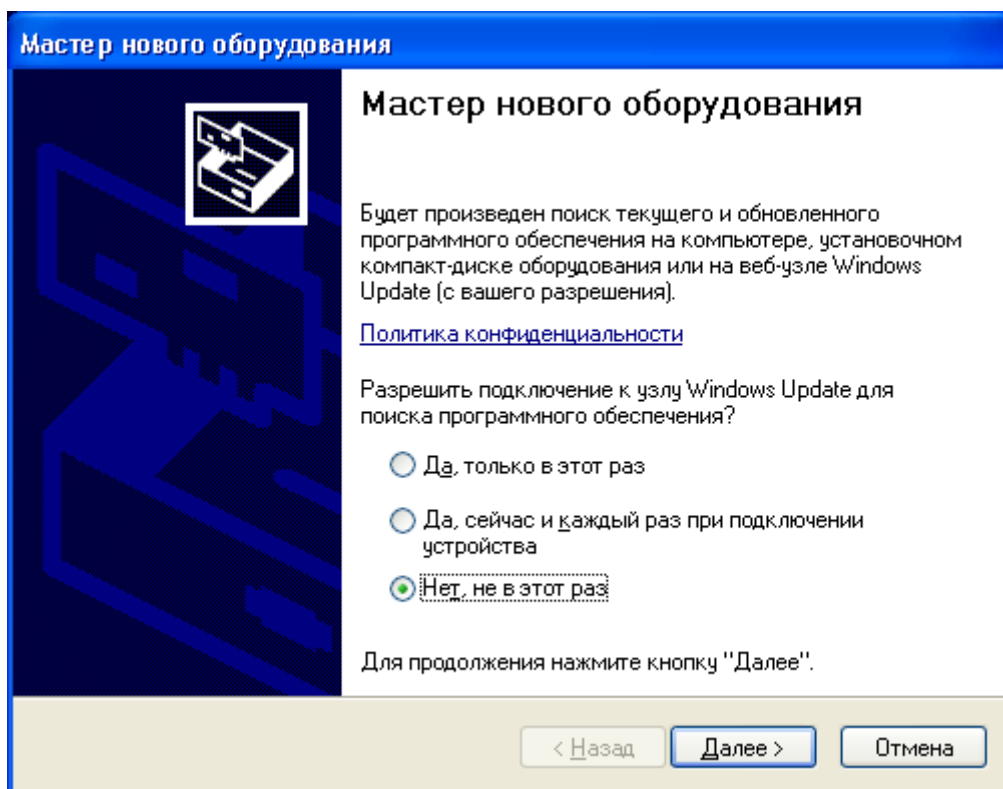 Мастер нового оборудования
Мастер нового оборудования
Будет произведен поиск текущего и обновленного
программного обеспечения на компьютере, установочном
компакт-диске оборудования или на веб-узле Windows
Update (с вашего разрешения).
Политика конфиденциальности
Разрешить подключение к узлу Windows Update для
поиска программного обеспечения?
Да, только в этот раз
Да, сейчас и каждый раз при подключении
устройства
Нет, не в этот раз
Для продолжения нажмите кнопку "Далее".
< Назад Далее > Отмена